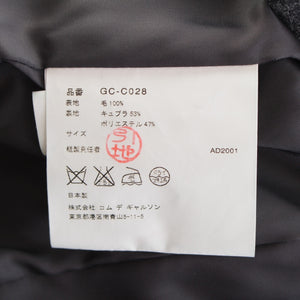 品番 GC-C028
表地 毛 100%
裏地 キュプラ 53%
ポリエステル 47%
サイズ
縫製責任者 引地 AD2001
日本製
株式会社 コム デ ギャルソン
東京都港区南青山5-11-5